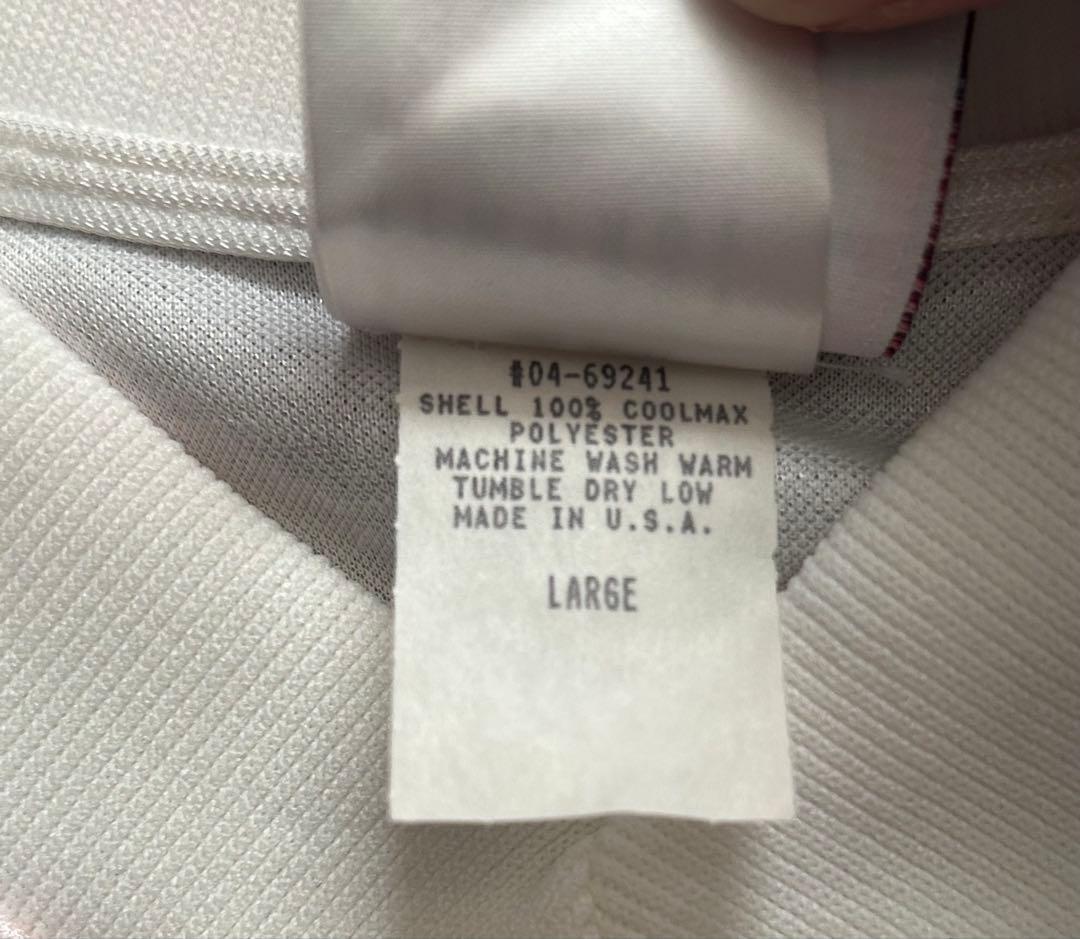 #04-69241
SHELL 100% COOLMAX
POLYESTER
MACHINE WASH WARM
TUMBLE DRY LOW
MADE IN U.S.A.
LARGE